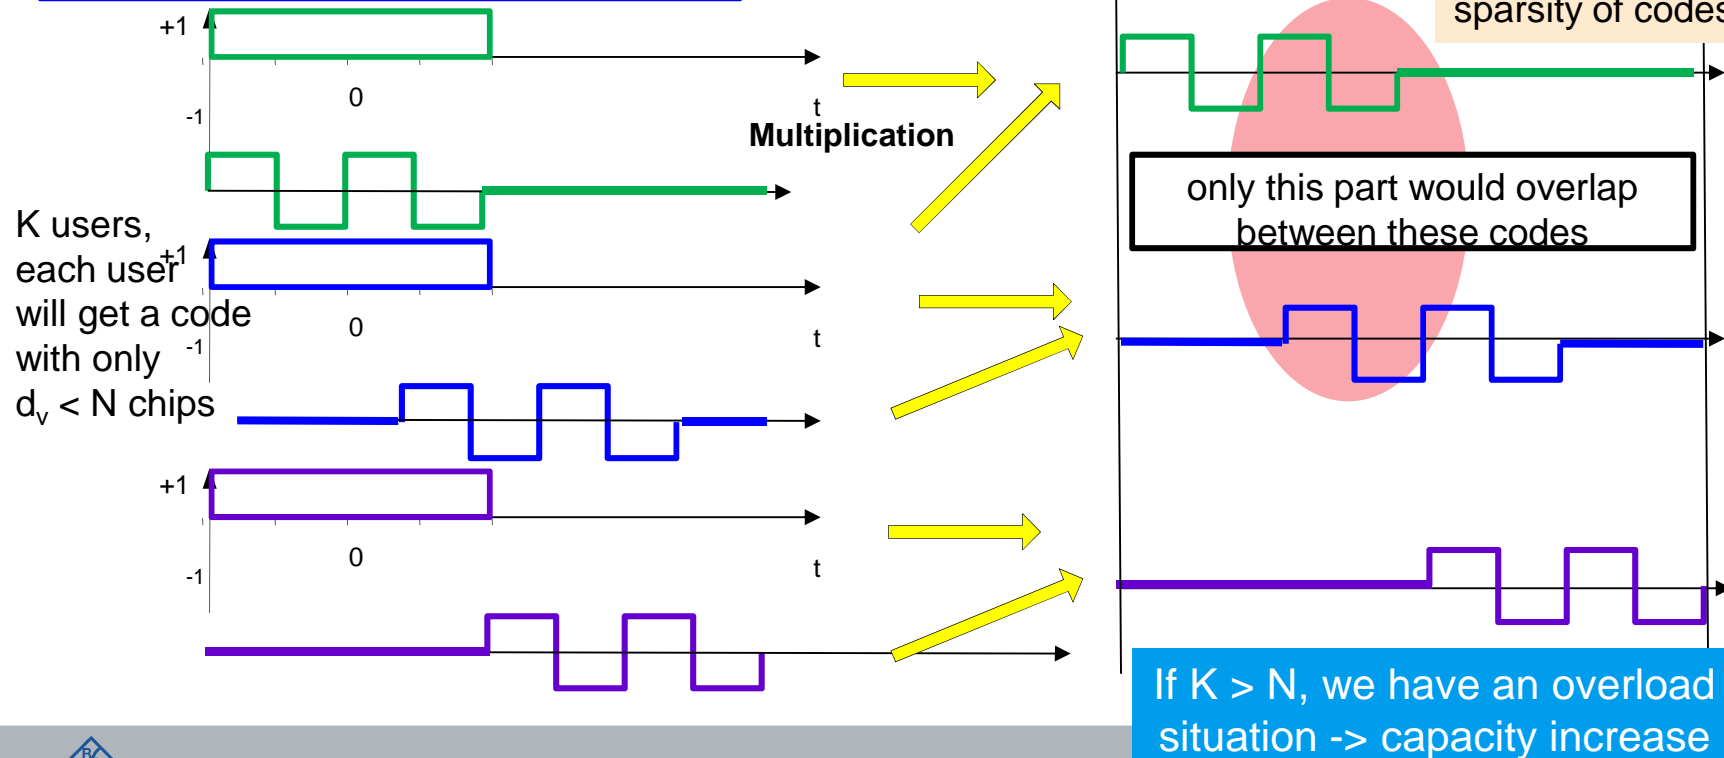 sparsity of codes
+1
0
-1
t
Multiplication
only this part would overlap
between these codes
K users,
each user
will get a code
with only
d_v < N chips
+1
0
-1
t
+1
0
-1
t
If K > N, we have an overload
situation -> capacity increase